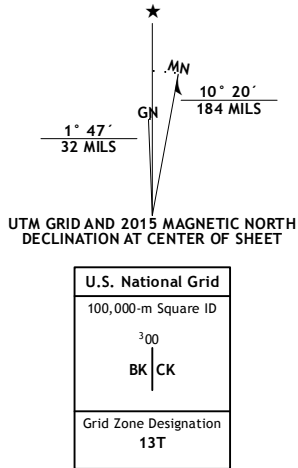 ★
MN
GN
10° 20´
184 MILS
1° 47´
32 MILS
UTM GRID AND 2015 MAGNETIC NORTH
DECLINATION AT CENTER OF SHEET
U.S. National Grid
100,000-m Square ID
³00
BK CK
Grid Zone Designation
13T